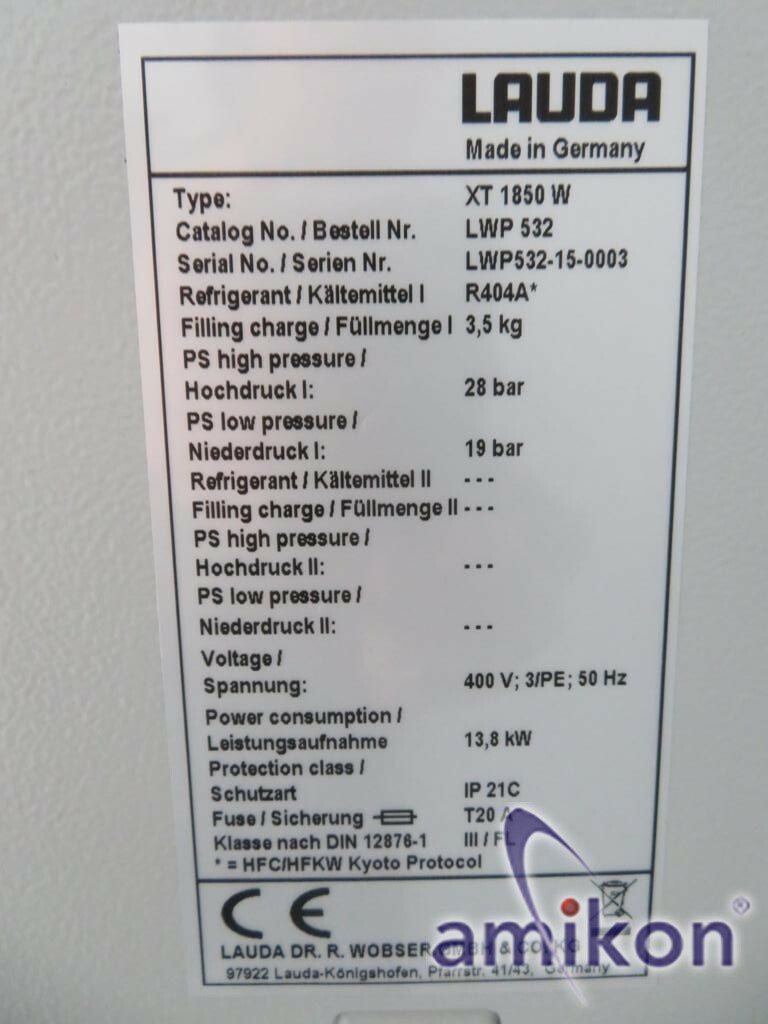 LAUDA
Made in Germany
Type: XT 1850 W
Catalog No. / Bestell Nr. LWP 532
Serial No. / Serien Nr. LWP532-15-0003
Refrigerant / Kältemittel I R404A*
Filling charge / Füllmenge I 3,5 kg
PS high pressure /
Hochdruck I: 28 bar
PS low pressure /
Niederdruck I: 19 bar
Refrigerant / Kältemittel II ---
Filling charge / Füllmenge II ---
PS high pressure /
Hochdruck II: ---
PS low pressure /
Niederdruck II: ---
Voltage /
Spannung: 400 V; 3/PE; 50 Hz
Power consumption /
Leistungsaufnahme 13,8 kW
Protection class /
Schutzart IP 21C
Fuse / Sicherung T20 A
Klasse nach DIN 12876-1 III / FL
* = HFC/HFKW Kyoto Protocol
CE
LAUDA DR. R. WOBSER GMBH & CO. KG
97922 Lauda-Königshofen, Pfarrstr. 41/43, Germany
amikon®